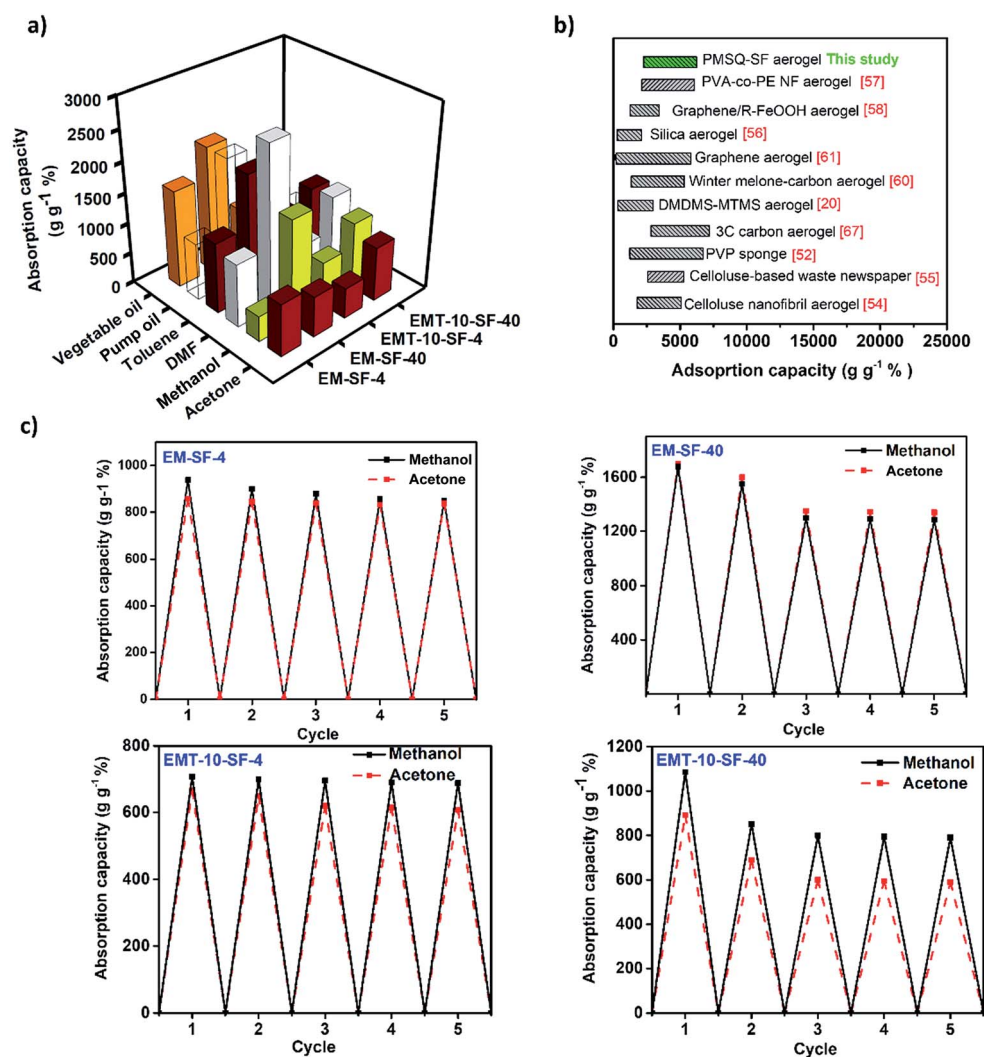 a)
Absorption capacity
(g g⁻¹ %)
3000
2500
2000
1500
1000
500
0
Vegetable oil
Pump oil
Toluene
DMF
Methanol
Acetone
EMT-10-SF-40
EMT-10-SF-4
EM-SF-40
EM-SF-4
b)
PMSQ-SF aerogel This study
PVA-co-PE NF aerogel [57]
Graphene/R-FeOOH aerogel [58]
Silica aerogel [56]
Graphene aerogel [61]
Winter melone-carbon aerogel [60]
DMDMS-MTMS aerogel [20]
3C carbon aerogel [67]
PVP sponge [52]
Celloluse-based waste newspaper [55]
Celloluse nanofibril aerogel [54]
0 5000 10000 15000 20000 25000
Adsoprtion capacity (g g⁻¹ % )
c)
EM-SF-4
Methanol
Acetone
Absorption capacity (g g-1 %)
1000
800
600
400
200
0
1 2 3 4 5
Cycle
EM-SF-40
Methanol
Acetone
Absorption capacity (g g⁻¹ %)
1600
1200
800
400
1 2 3 4 5
Cycle
EMT-10-SF-4
Methanol
Acetone
Absorption capacity (g g⁻¹ %)
800
600
400
200
0
1 2 3 4 5
Cycle
EMT-10-SF-40
Methanol
Acetone
Absorption capacity (g g⁻¹ %)
1200
1000
800
600
400
200
0
1 2 3 4 5
Cycle